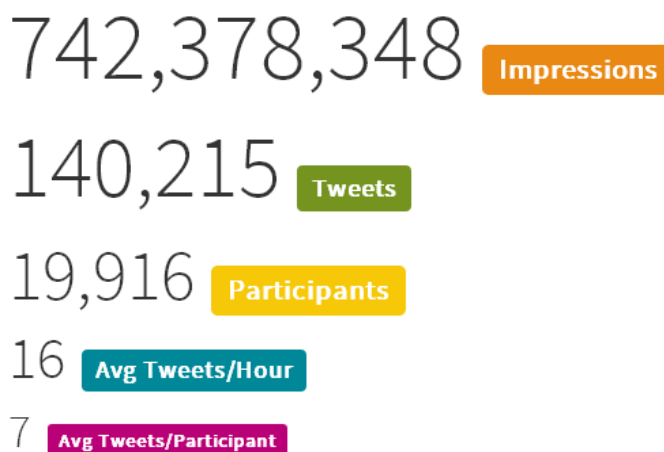 742,378,348 Impressions
140,215 Tweets
19,916 Participants
16 Avg Tweets/Hour
7 Avg Tweets/Participant